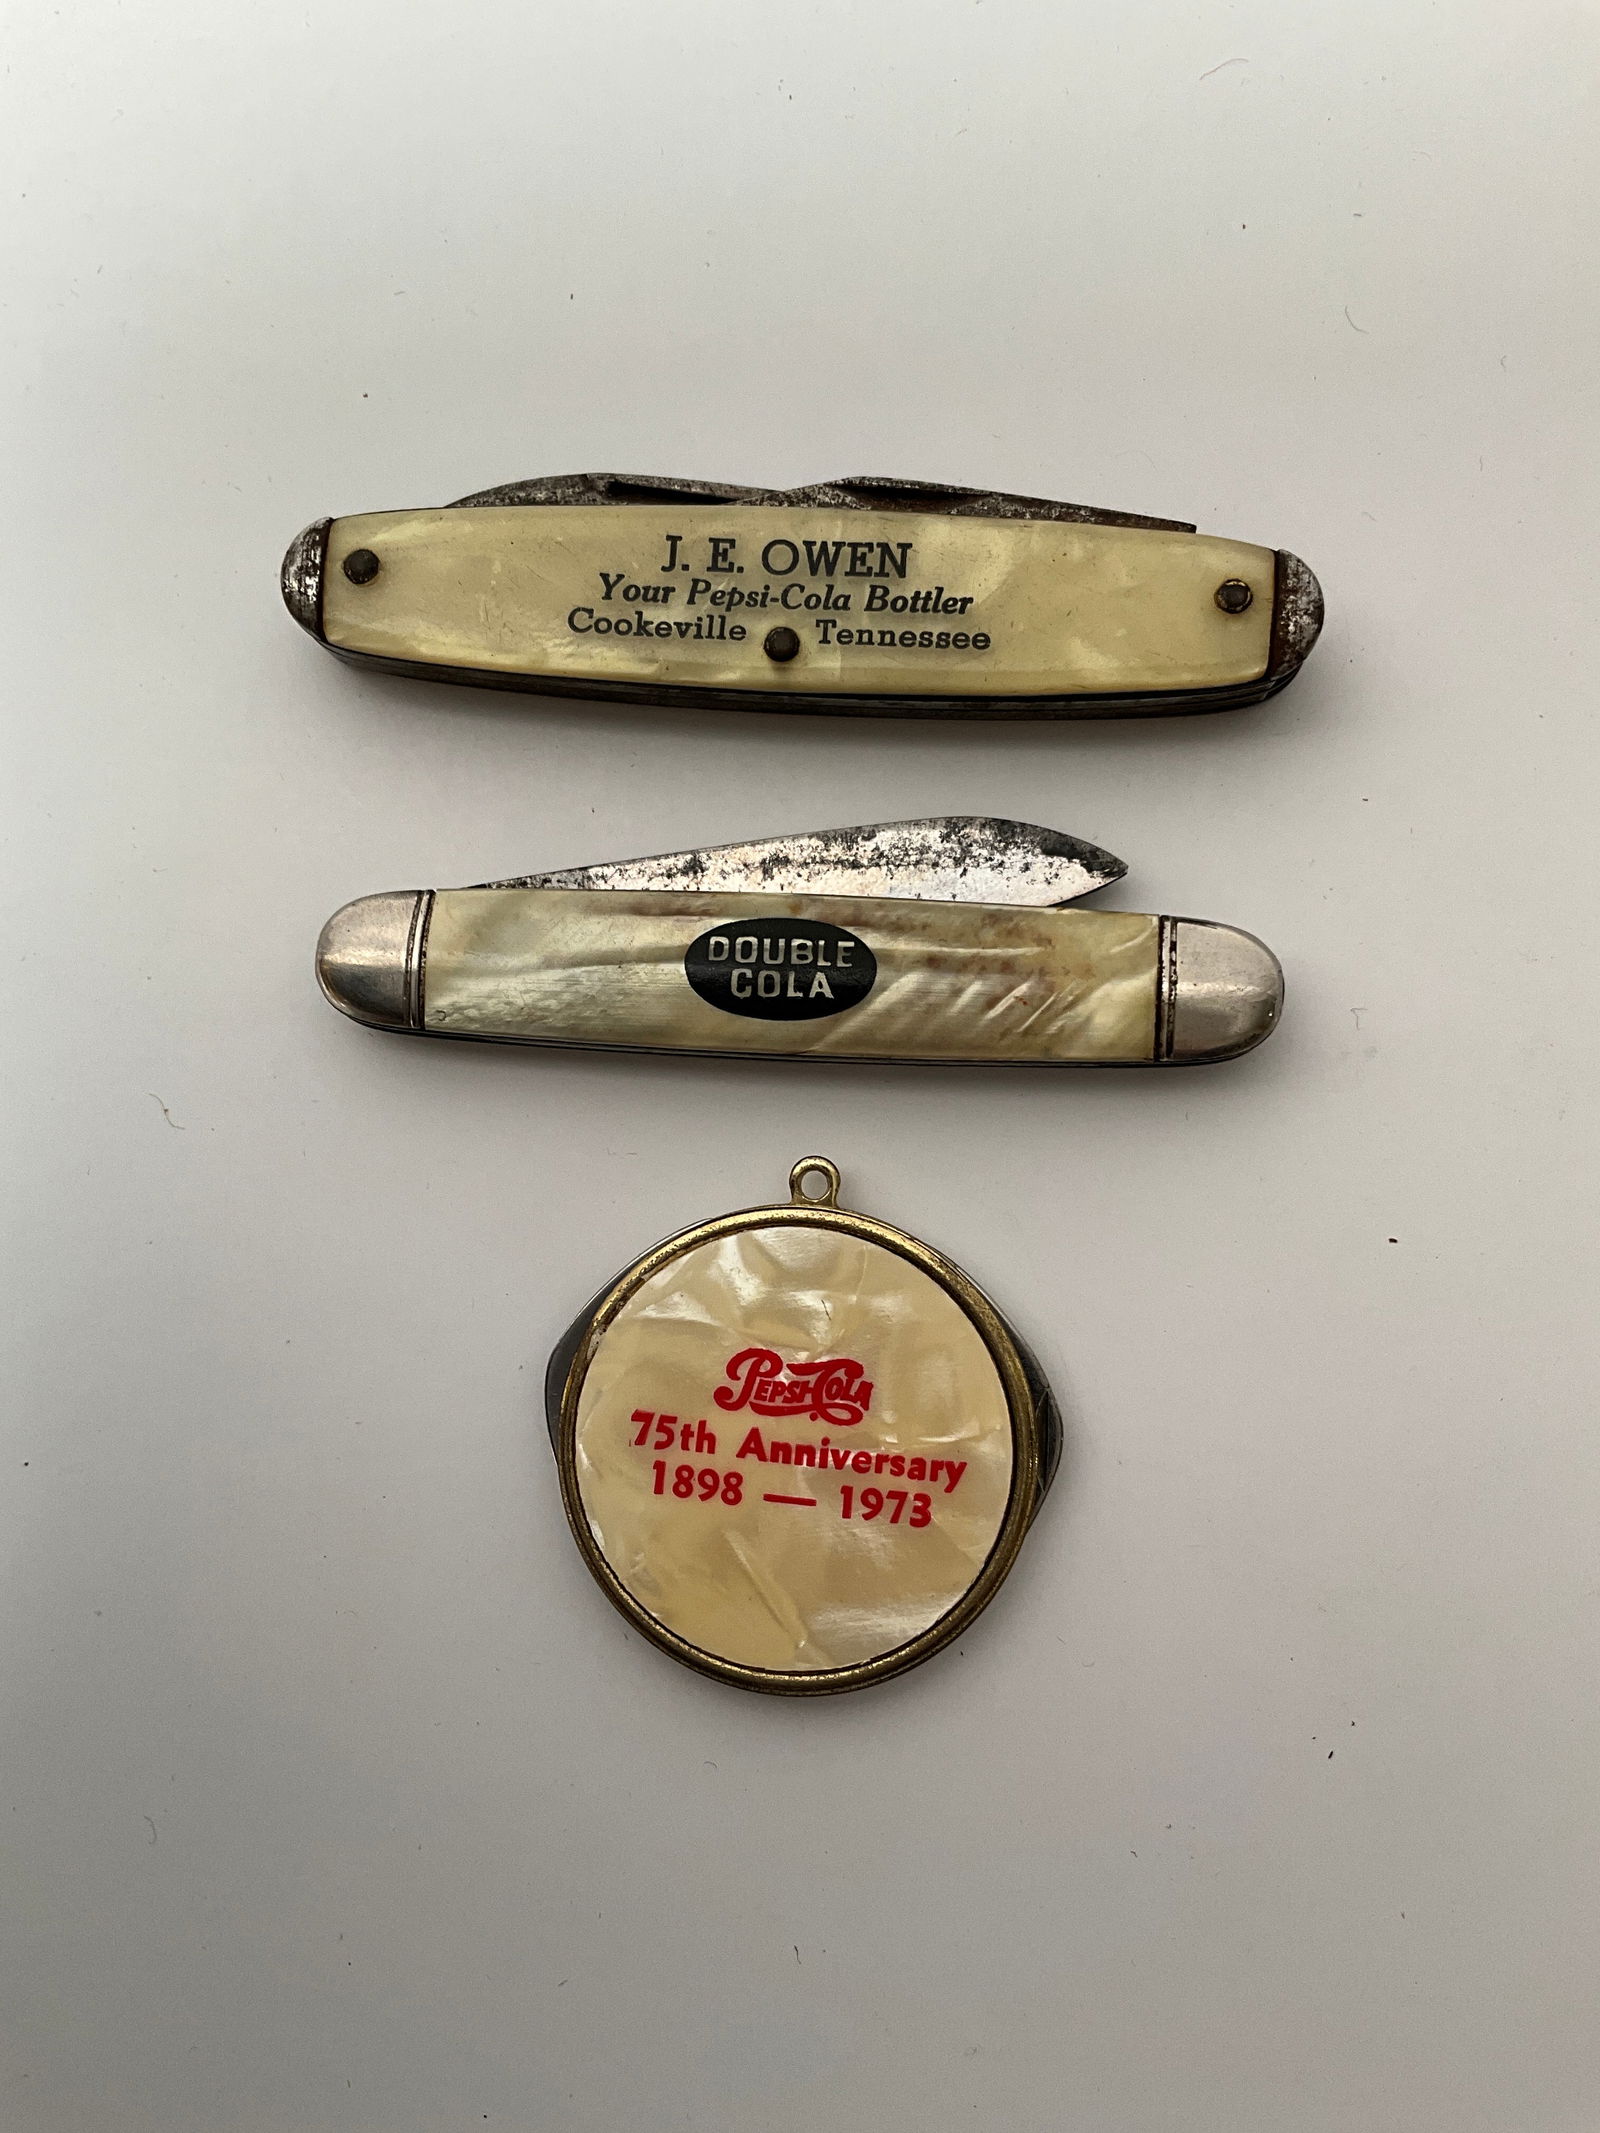 J. E. OWEN
Your Pepsi-Cola Bottler
Cookeville Tennessee
DOUBLE
COLA
PEPSI-COLA
75th Anniversary
1898 — 1973